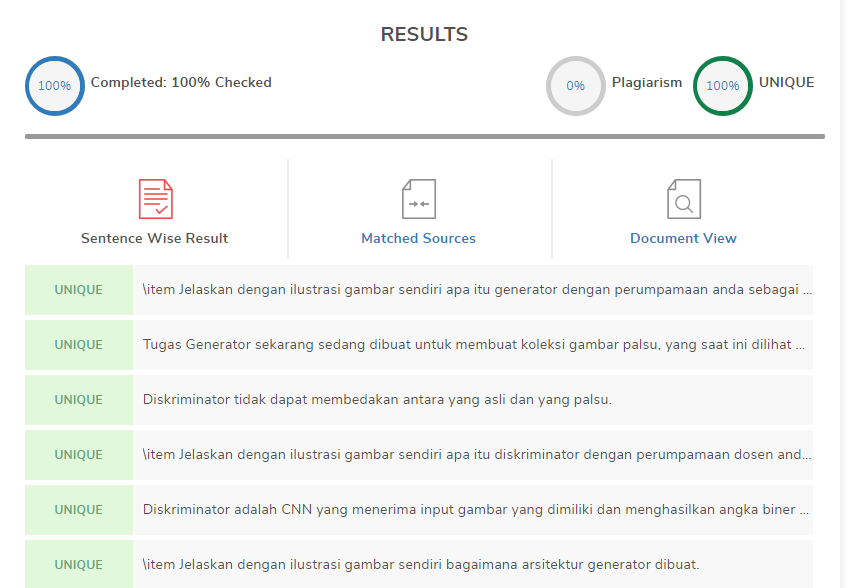 RESULTS
100% Completed: 100% Checked 0% Plagiarism 100% UNIQUE
Sentence Wise Result Matched Sources Document View
UNIQUE \item Jelaskan dengan ilustrasi gambar sendiri apa itu generator dengan perumpamaan anda sebagai ...
UNIQUE Tugas Generator sekarang sedang dibuat untuk membuat koleksi gambar palsu, yang saat ini dilihat ...
UNIQUE Diskriminator tidak dapat membedakan antara yang asli dan yang palsu.
UNIQUE \item Jelaskan dengan ilustrasi gambar sendiri apa itu diskriminator dengan perumpamaan dosen and...
UNIQUE Diskriminator adalah CNN yang menerima input gambar yang dimiliki dan menghasilkan angka biner ...
UNIQUE \item Jelaskan dengan ilustrasi gambar sendiri bagaimana arsitektur generator dibuat.